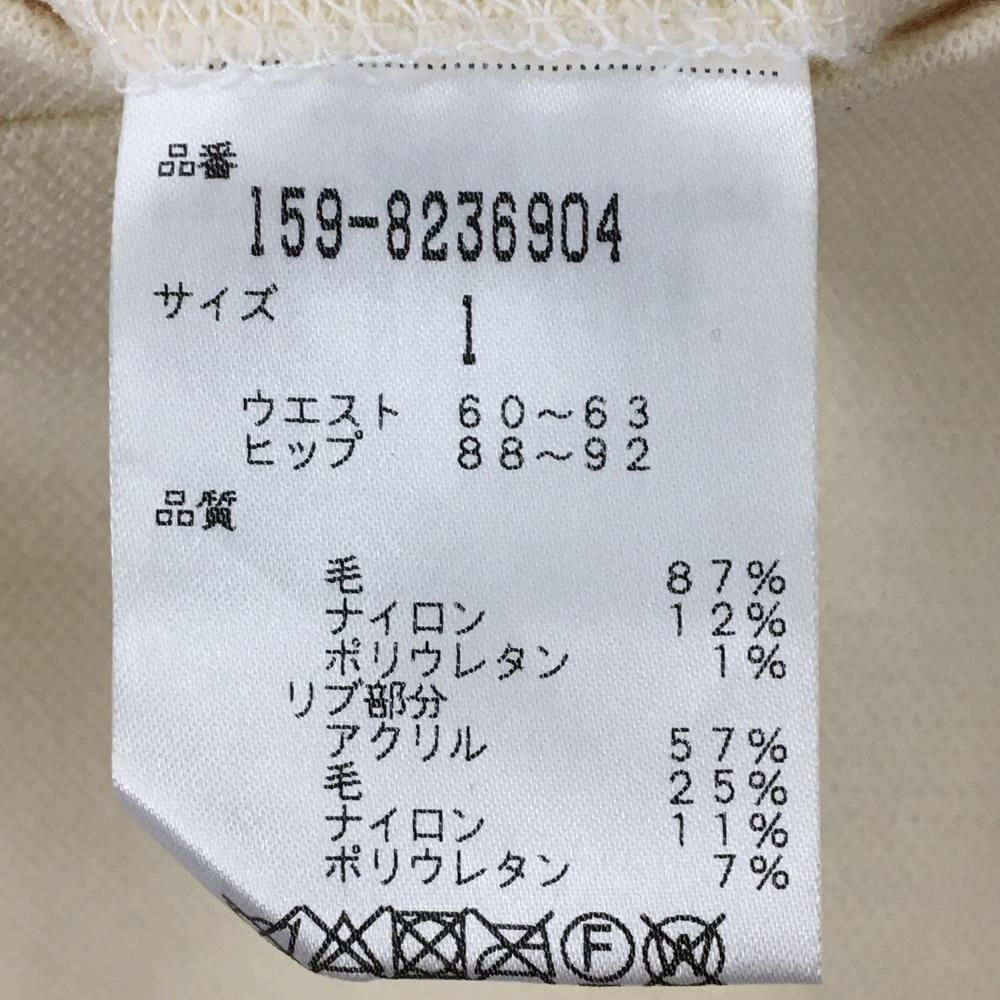 品番
159-8236904
サイズ
1
ウエスト 60～63
ヒップ 88～92
品質
毛 87%
ナイロン 12%
ポリウレタン 1%
リブ部分
アクリル 57%
毛 25%
ナイロン 11%
ポリウレタン 7%
F W